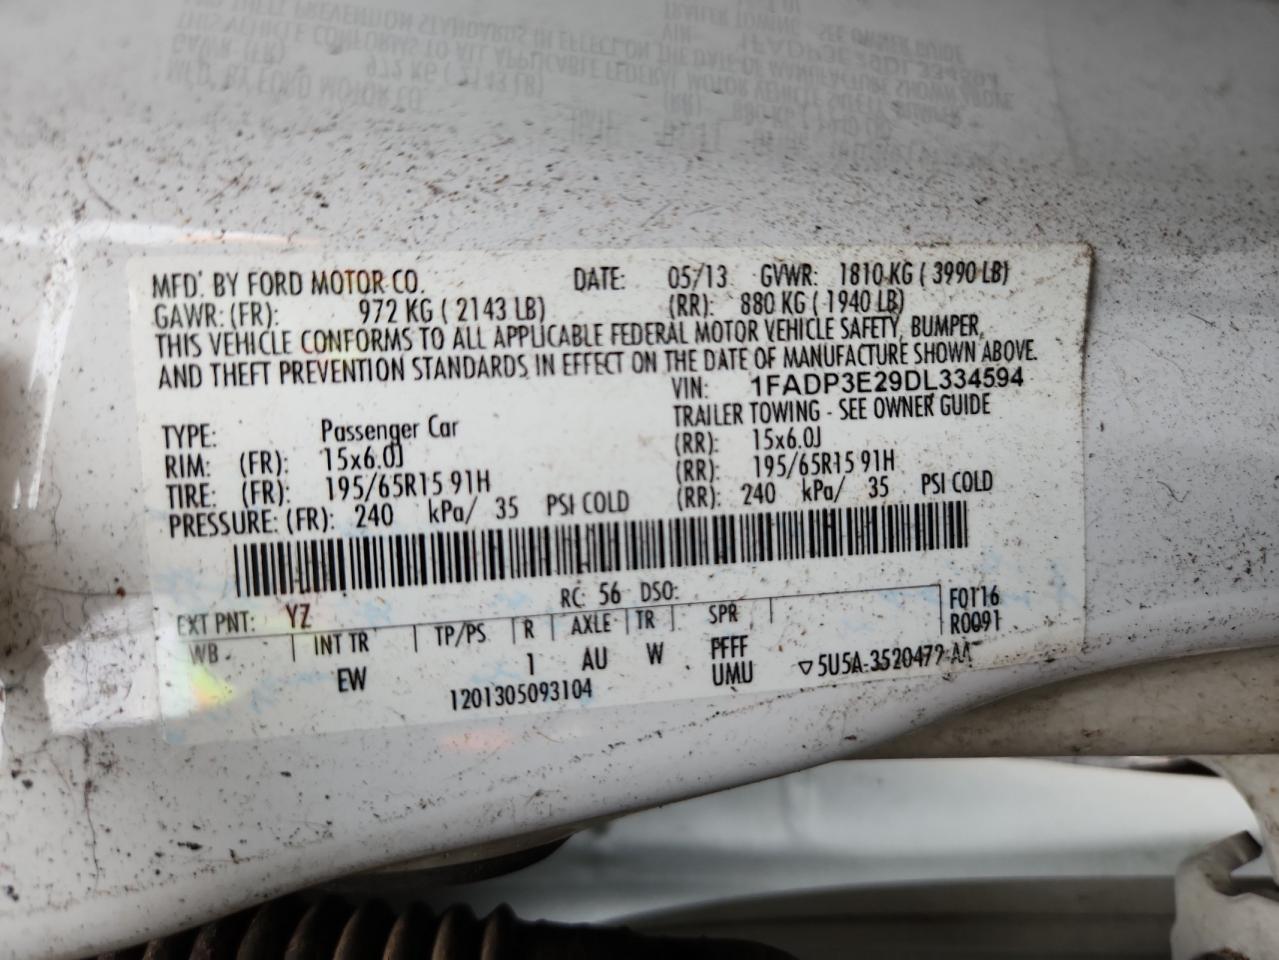 MFD. BY FORD MOTOR CO. DATE: 05/13 GVWR: 1810 KG ( 3990 LB)
GAWR: (FR): 972 KG ( 2143 LB) (RR): 880 KG ( 1940 LB)
THIS VEHICLE CONFORMS TO ALL APPLICABLE FEDERAL MOTOR VEHICLE SAFETY, BUMPER,
AND THEFT PREVENTION STANDARDS IN EFFECT ON THE DATE OF MANUFACTURE SHOWN ABOVE.
VIN: 1FADP3E29DL334594
TRAILER TOWING - SEE OWNER GUIDE
TYPE: Passenger Car
RIM: (FR): 15x6.0J (RR): 15x6.0J
TIRE: (FR): 195/65R15 91H (RR): 195/65R15 91H
PRESSURE: (FR): 240 kPa/ 35 PSI COLD (RR): 240 kPa/ 35 PSI COLD
RC: 56 DSO:
EXT PNT: YZ F0116
WB INT TR TP/PS R AXLE TR SPR R0091
EW 1 AU W PFFF
UMU
1201305093104
▽5U5A-3520472-AA